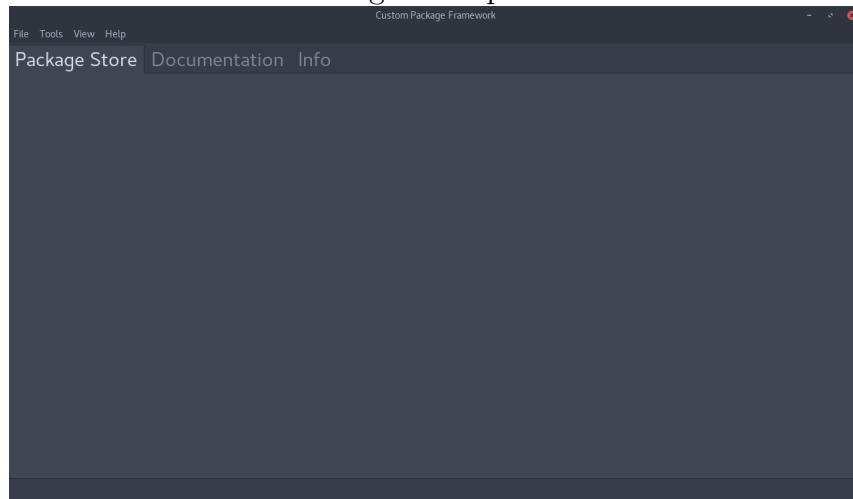 Custom Package Framework
File Tools View Help
Package Store Documentation Info